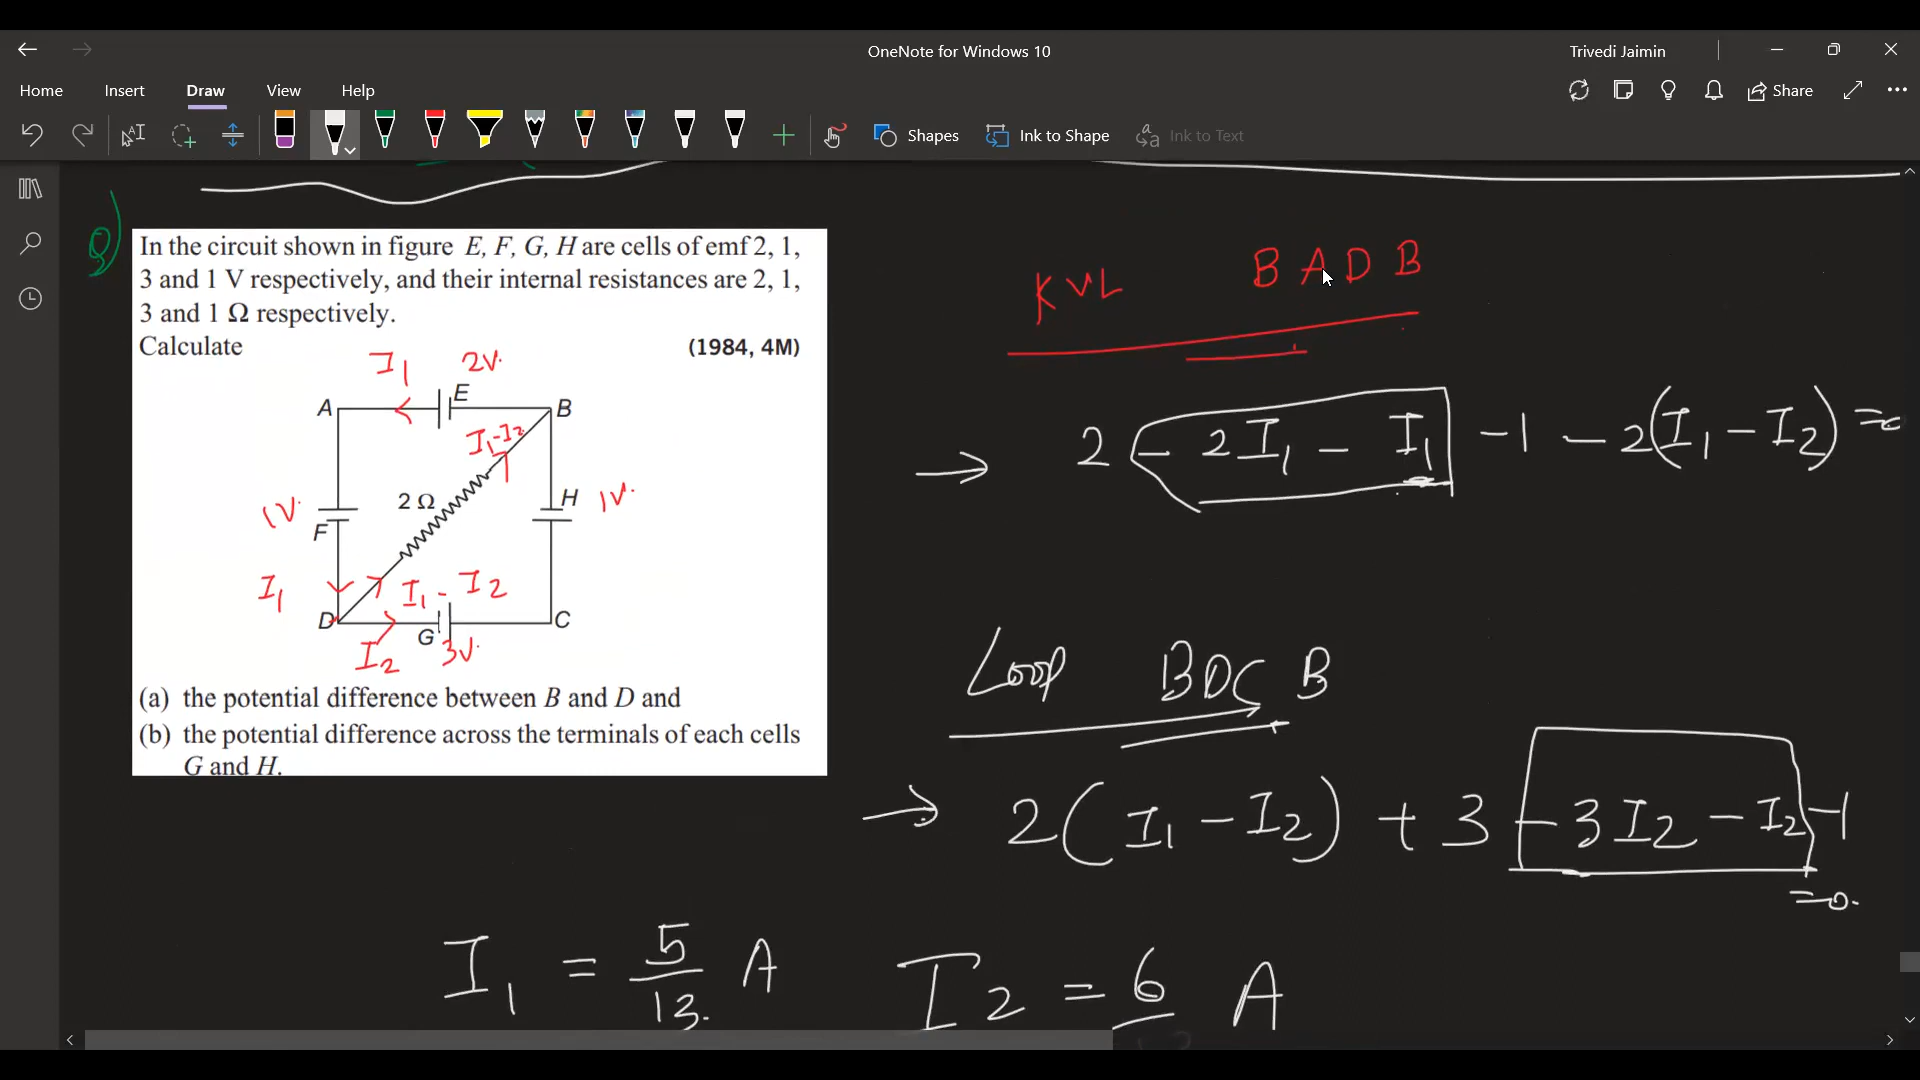 OneNote for Windows 10
Trivedi Jaimin
Home Insert Draw View Help
Share
Shapes
Ink to Shape
Ink to Text
Q)
In the circuit shown in figure E, F, G, H are cells of emf 2, 1,
3 and 1 V respectively, and their internal resistances are 2, 1,
3 and 1 Ω respectively.
Calculate (1984, 4M)
I₁ 2V.
A E B
I₁-I₂
1V. F 2 Ω H 1V.
I₁ I₁ - I₂
D G C
I₂ 3V.
(a) the potential difference between B and D and
(b) the potential difference across the terminals of each cells
G and H.
KVL B A D B
→ 2 - 2I₁ - I₁ - 1 - 2(I₁ - I₂) = 0
Loop BDC B
→ 2(I₁ - I₂) + 3 - 3I₂ - I₂ - 1
= 0.
I₁ = 5/13. A I₂ = 6/ A